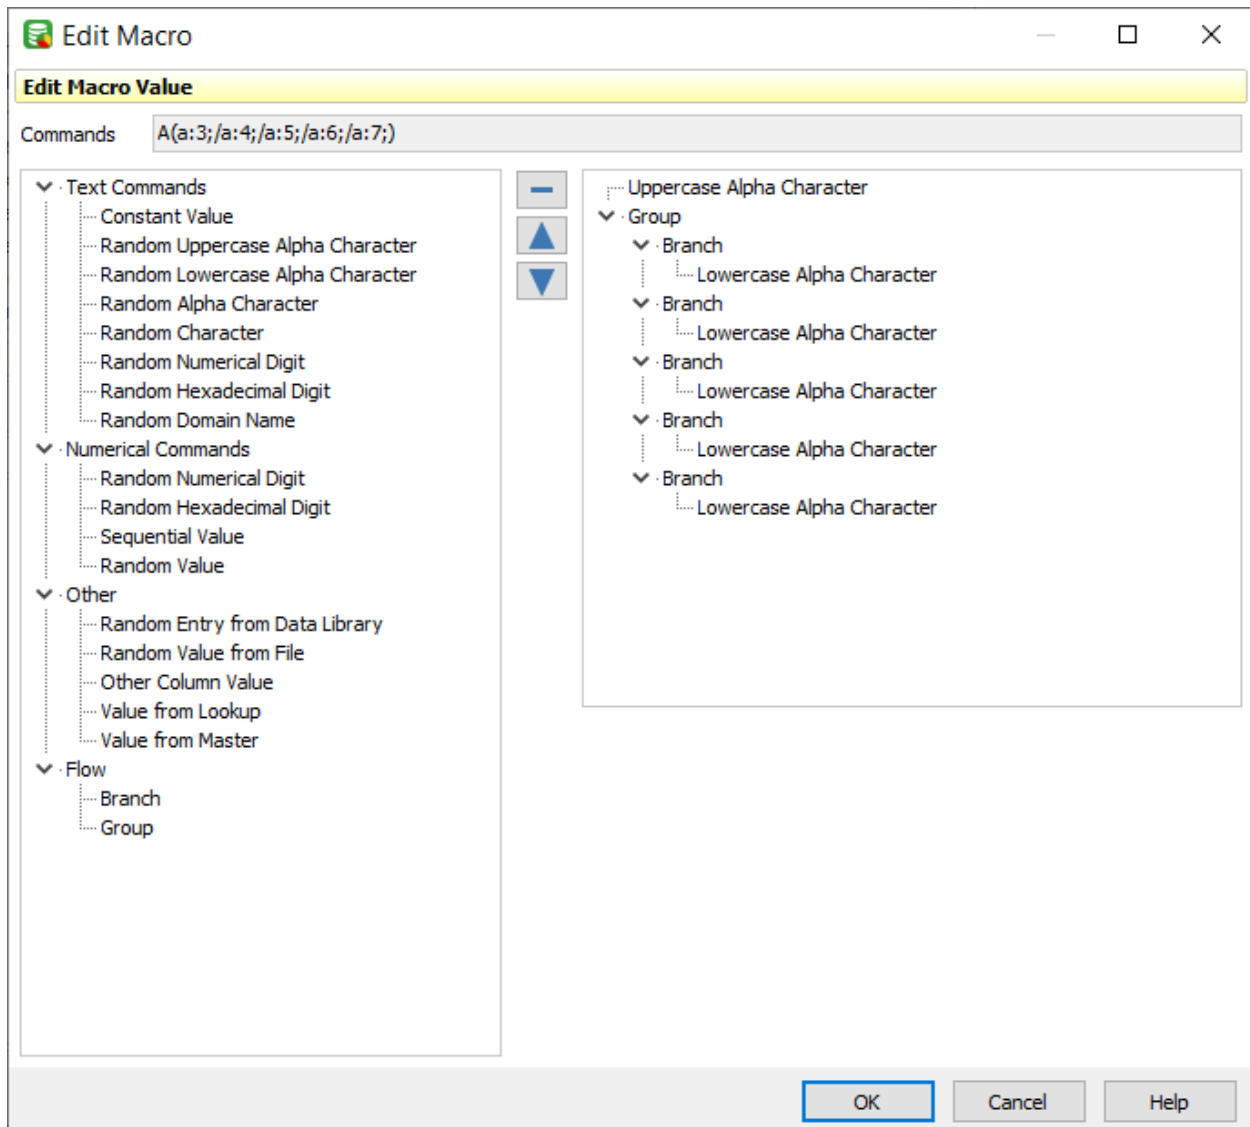 Edit Macro
Edit Macro Value
Commands A(a:3;/a:4;/a:5;/a:6;/a:7;)
Text Commands
Constant Value
Random Uppercase Alpha Character
Random Lowercase Alpha Character
Random Alpha Character
Random Character
Random Numerical Digit
Random Hexadecimal Digit
Random Domain Name
Numerical Commands
Random Numerical Digit
Random Hexadecimal Digit
Sequential Value
Random Value
Other
Random Entry from Data Library
Random Value from File
Other Column Value
Value from Lookup
Value from Master
Flow
Branch
Group
Uppercase Alpha Character
Group
Branch
Lowercase Alpha Character
Branch
Lowercase Alpha Character
Branch
Lowercase Alpha Character
Branch
Lowercase Alpha Character
Branch
Lowercase Alpha Character
OK Cancel Help